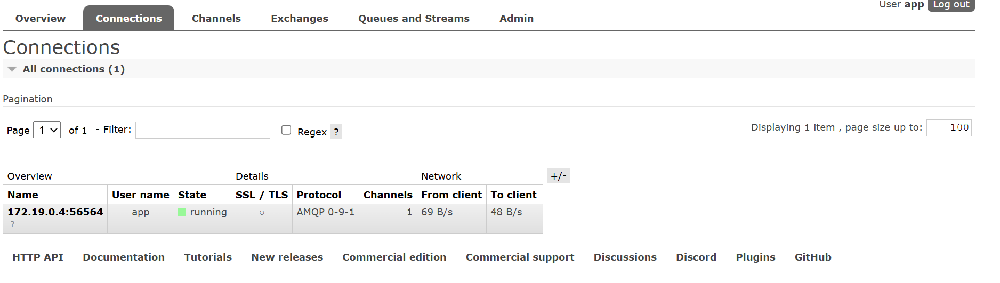 User app Log out
Overview Connections Channels Exchanges Queues and Streams Admin
Connections
All connections (1)
Pagination
Page 1 of 1 - Filter: Regex ? Displaying 1 item , page size up to: 100
Overview Details Network +/-
Name User name State SSL / TLS Protocol Channels From client To client
172.19.0.4:56564 app running ○ AMQP 0-9-1 1 69 B/s 48 B/s
?
HTTP API Documentation Tutorials New releases Commercial edition Commercial support Discussions Discord Plugins GitHub